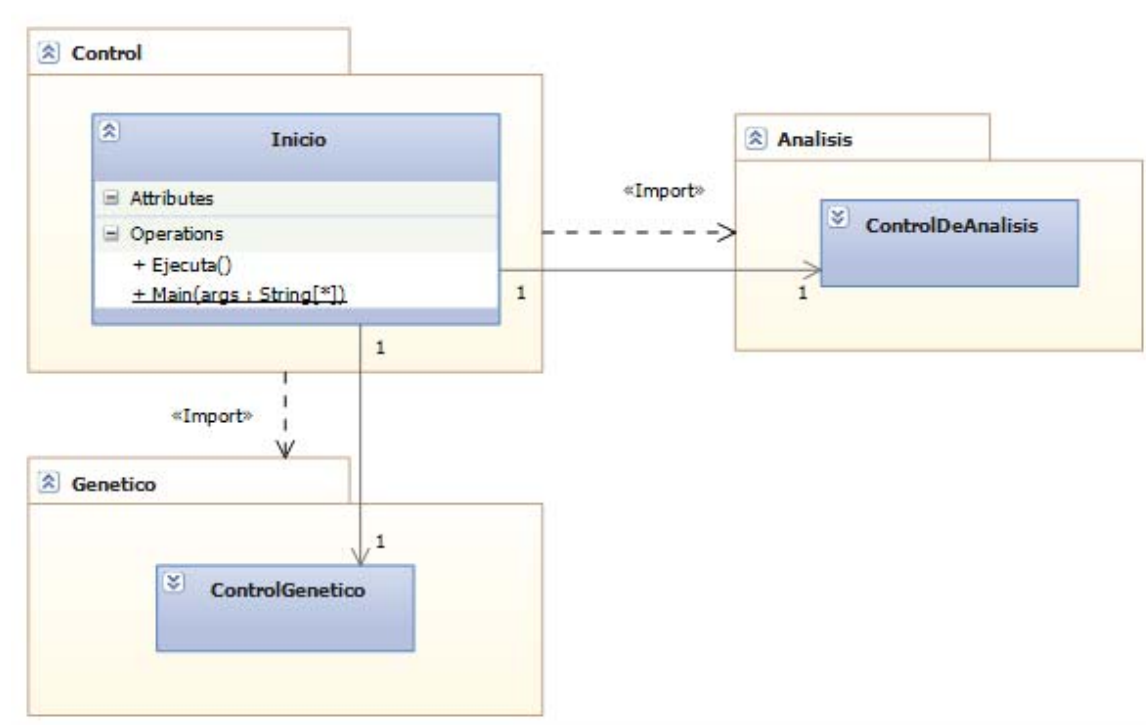 Control
Inicio
Attributes
Operations
+ Ejecuta()
+ Main(args : String[*])
1
1
«Import»
Analisis
ControlDeAnalisis
1
«Import»
Genetico
1
ControlGenetico